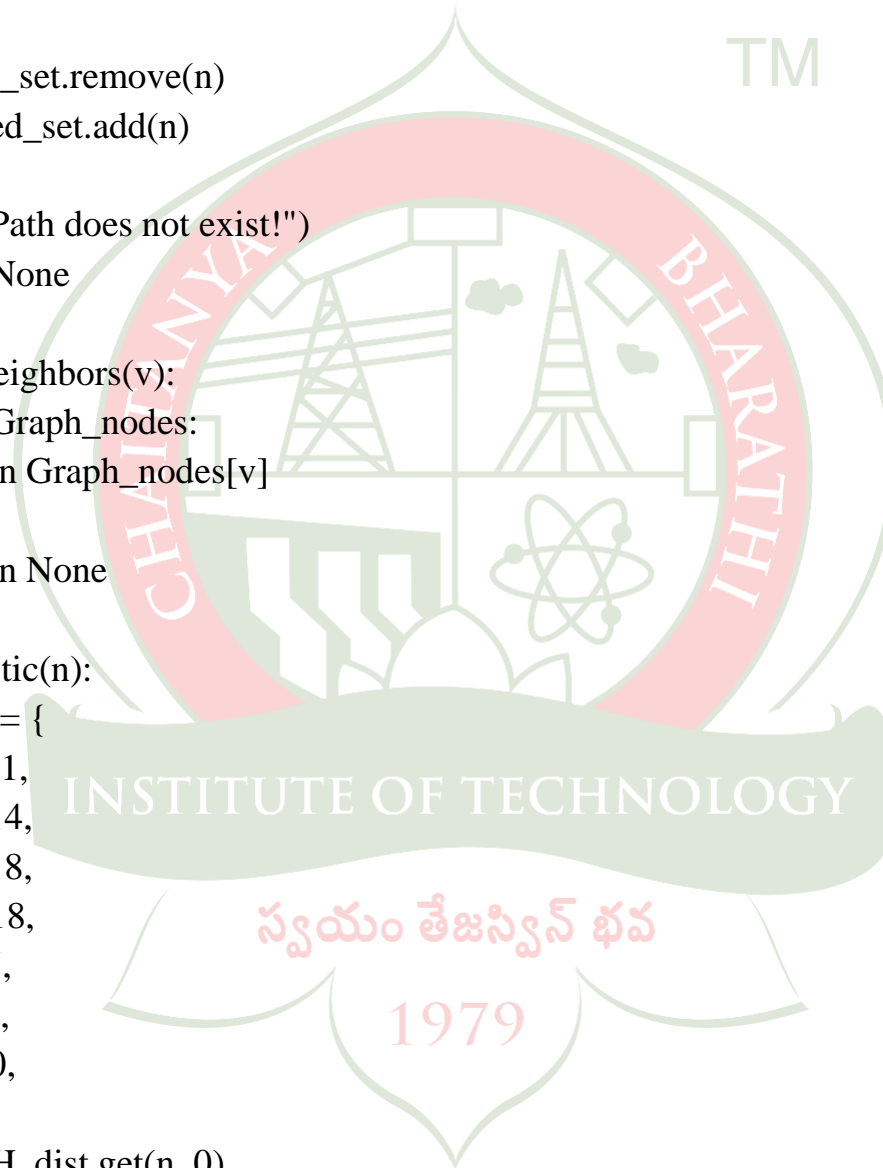 _set.remove(n)
ed_set.add(n)
Path does not exist!")
None
eighbors(v):
Graph_nodes:
n Graph_nodes[v]
n None
tic(n):
= {
1,
4,
8,
18,
,
,
0,
H_dist.get(n, 0)
TM
CHAITANYA BHARATHI
INSTITUTE OF TECHNOLOGY
స్వయం తేజస్విన్ భవ
1979